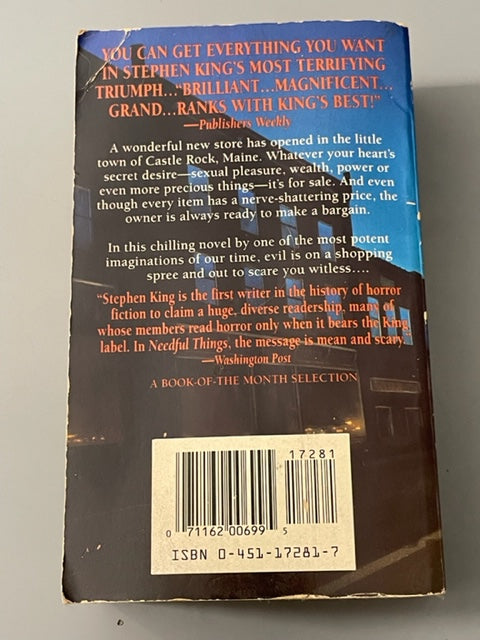 YOU CAN GET EVERYTHING YOU WANT
IN STEPHEN KING'S MOST TERRIFYING
TRIUMPH..."BRILLIANT...MAGNIFICENT...
GRAND...RANKS WITH KING'S BEST!"
—Publishers Weekly
A wonderful new store has opened in the little
town of Castle Rock, Maine. Whatever your heart's
secret desire—sexual pleasure, wealth, power or
even more precious things—it's for sale. And even
though every item has a nerve-shattering price, the
owner is always ready to make a bargain.
In this chilling novel by one of the most potent
imaginations of our time, evil is on a shopping
spree and out to scare you witless....
"Stephen King is the first writer in the history of horror
fiction to claim a huge, diverse readership, many of
whose members read horror only when it bears the King
label. In Needful Things, the message is mean and scary.
—Washington Post
A BOOK-OF-THE MONTH SELECTION
17281
0 71162 00699 5
ISBN 0-451-17281-7